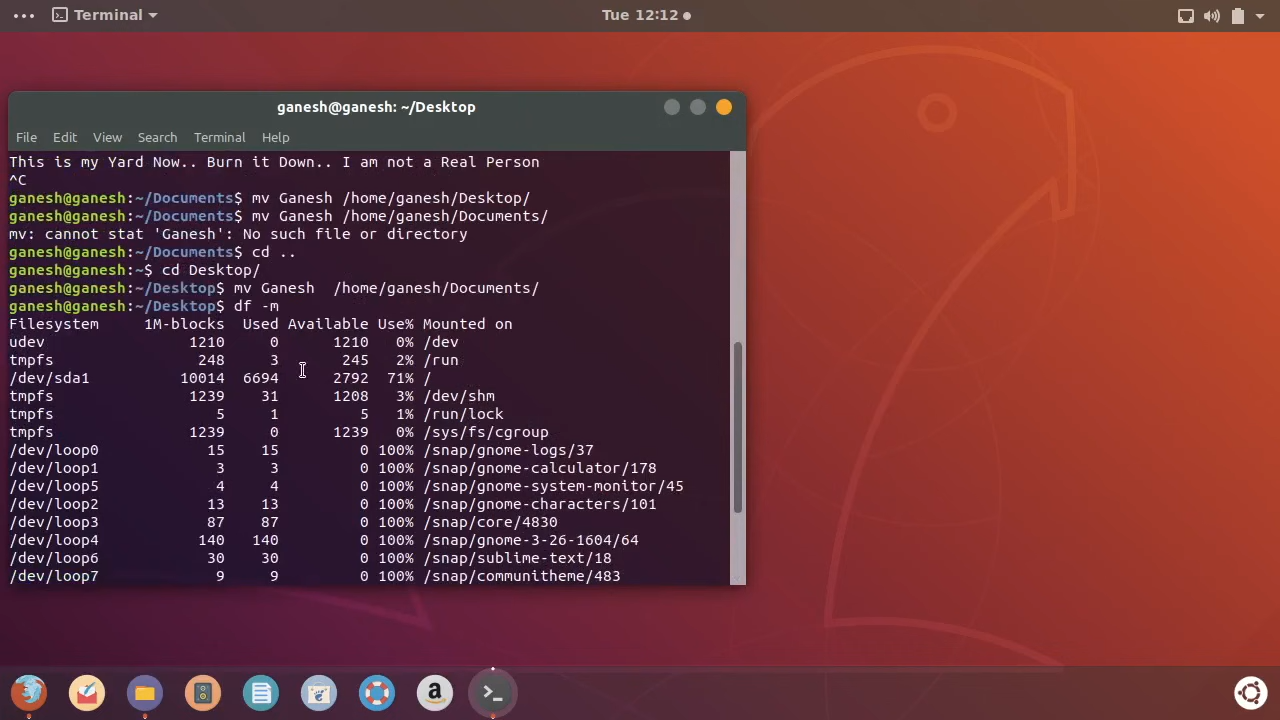 Terminal
Tue 12:12
ganesh@ganesh: ~/Desktop
File Edit View Search Terminal Help
This is my Yard Now.. Burn it Down.. I am not a Real Person
^C
ganesh@ganesh:~/Documents$ mv Ganesh /home/ganesh/Desktop/
ganesh@ganesh:~/Documents$ mv Ganesh /home/ganesh/Documents/
mv: cannot stat 'Ganesh': No such file or directory
ganesh@ganesh:~/Documents$ cd ..
ganesh@ganesh:~$ cd Desktop/
ganesh@ganesh:~/Desktop$ mv Ganesh  /home/ganesh/Documents/
ganesh@ganesh:~/Desktop$ df -m
Filesystem     1M-blocks  Used Available Use% Mounted on
udev                1210     0      1210   0% /dev
tmpfs                248     3       245   2% /run
/dev/sda1          10014  6694      2792  71% /
tmpfs               1239    31      1208   3% /dev/shm
tmpfs                  5     1         5   1% /run/lock
tmpfs               1239     0      1239   0% /sys/fs/cgroup
/dev/loop0            15    15         0 100% /snap/gnome-logs/37
/dev/loop1             3     3         0 100% /snap/gnome-calculator/178
/dev/loop5             4     4         0 100% /snap/gnome-system-monitor/45
/dev/loop2            13    13         0 100% /snap/gnome-characters/101
/dev/loop3            87    87         0 100% /snap/core/4830
/dev/loop4           140   140         0 100% /snap/gnome-3-26-1604/64
/dev/loop6            30    30         0 100% /snap/sublime-text/18
/dev/loop7             9     9         0 100% /snap/communitheme/483
a
>_